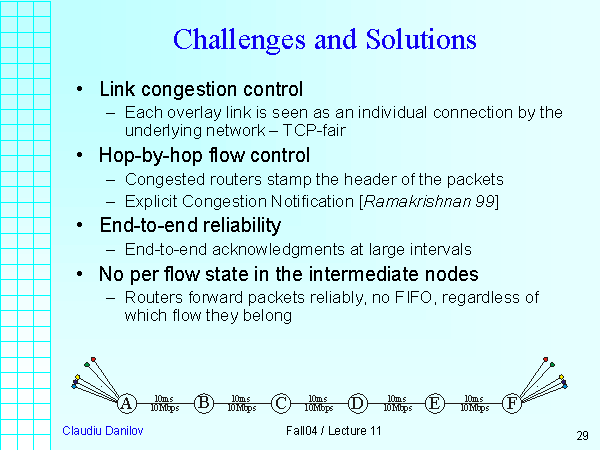 Challenges and Solutions
• Link congestion control
– Each overlay link is seen as an individual connection by the
underlying network – TCP-fair
• Hop-by-hop flow control
– Congested routers stamp the header of the packets
– Explicit Congestion Notification [Ramakrishnan 99]
• End-to-end reliability
– End-to-end acknowledgments at large intervals
• No per flow state in the intermediate nodes
– Routers forward packets reliably, no FIFO, regardless of
which flow they belong
A 10ms 10Mbps B 10ms 10Mbps C 10ms 10Mbps D 10ms 10Mbps E 10ms 10Mbps F
Claudiu Danilov Fall04 / Lecture 11 29